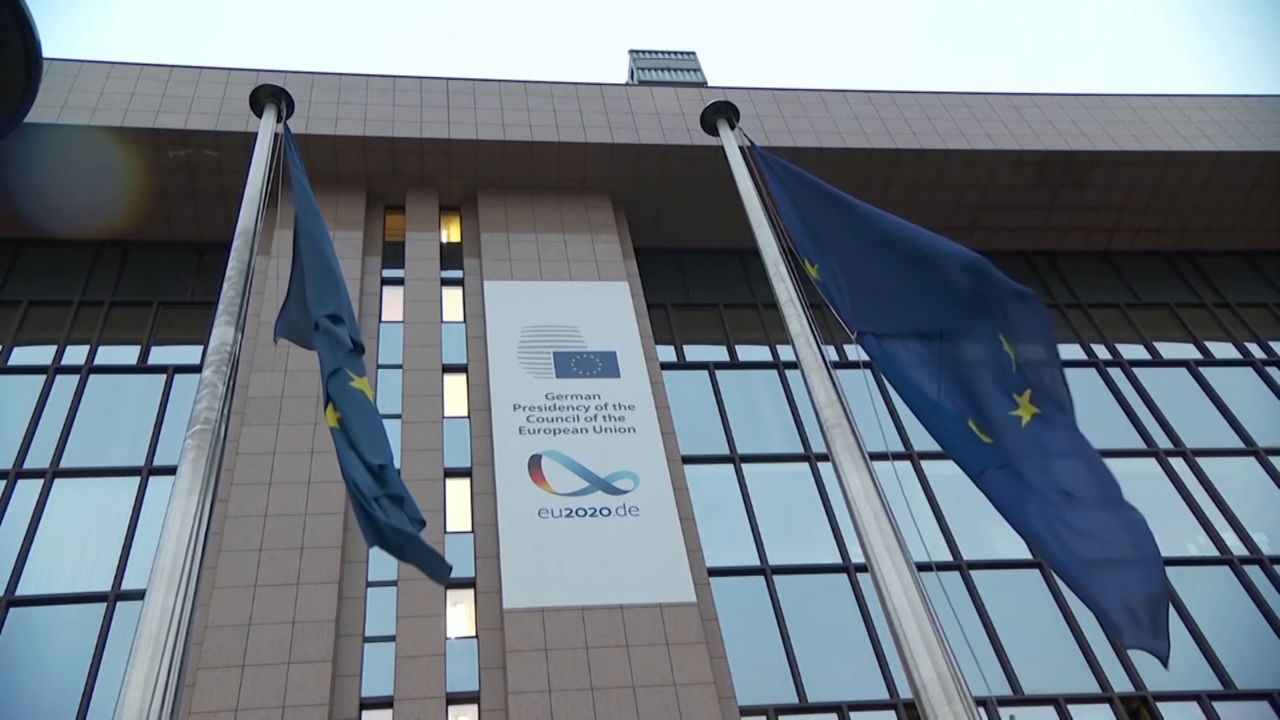 German
Presidency of the
Council of the
European Union
eu2020.de